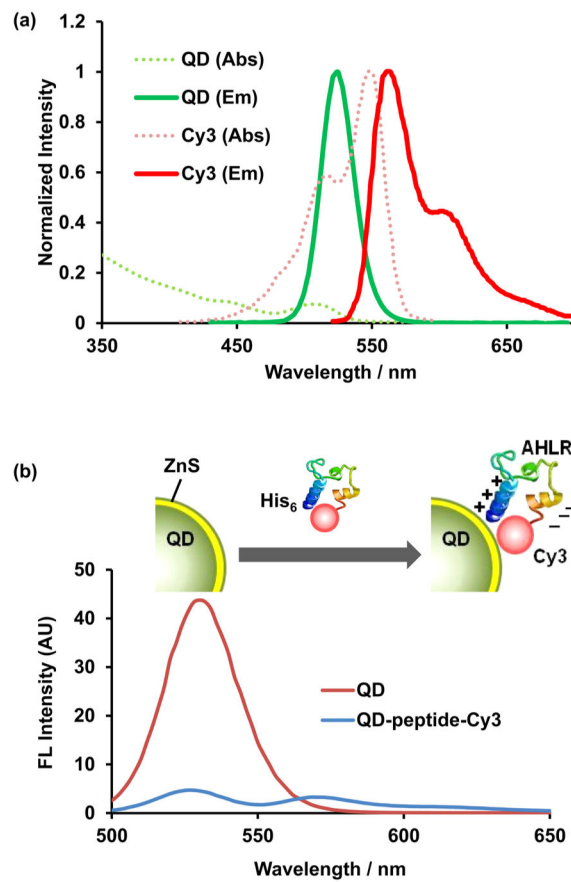 (a)
1.2
1
0.8
0.6
0.4
0.2
0
Normalized Intensity
QD (Abs)
QD (Em)
Cy3 (Abs)
Cy3 (Em)
350 450 550 650
Wavelength / nm
(b)
ZnS
QD
His6
AHLR
+ + + +
– – –
QD
Cy3
50
40
30
20
10
0
FL Intensity (AU)
QD
QD-peptide-Cy3
500 550 600 650
Wavelength / nm